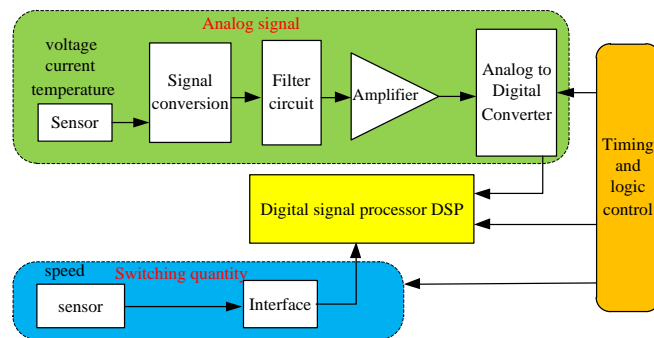 Analog signal
voltage
current
temperature
Sensor
Signal
conversion
Filter
circuit
Amplifier
Analog to
Digital
Converter
Timing
and
logic
control
Digital signal processor DSP
speed
Switching quantity
sensor
Interface